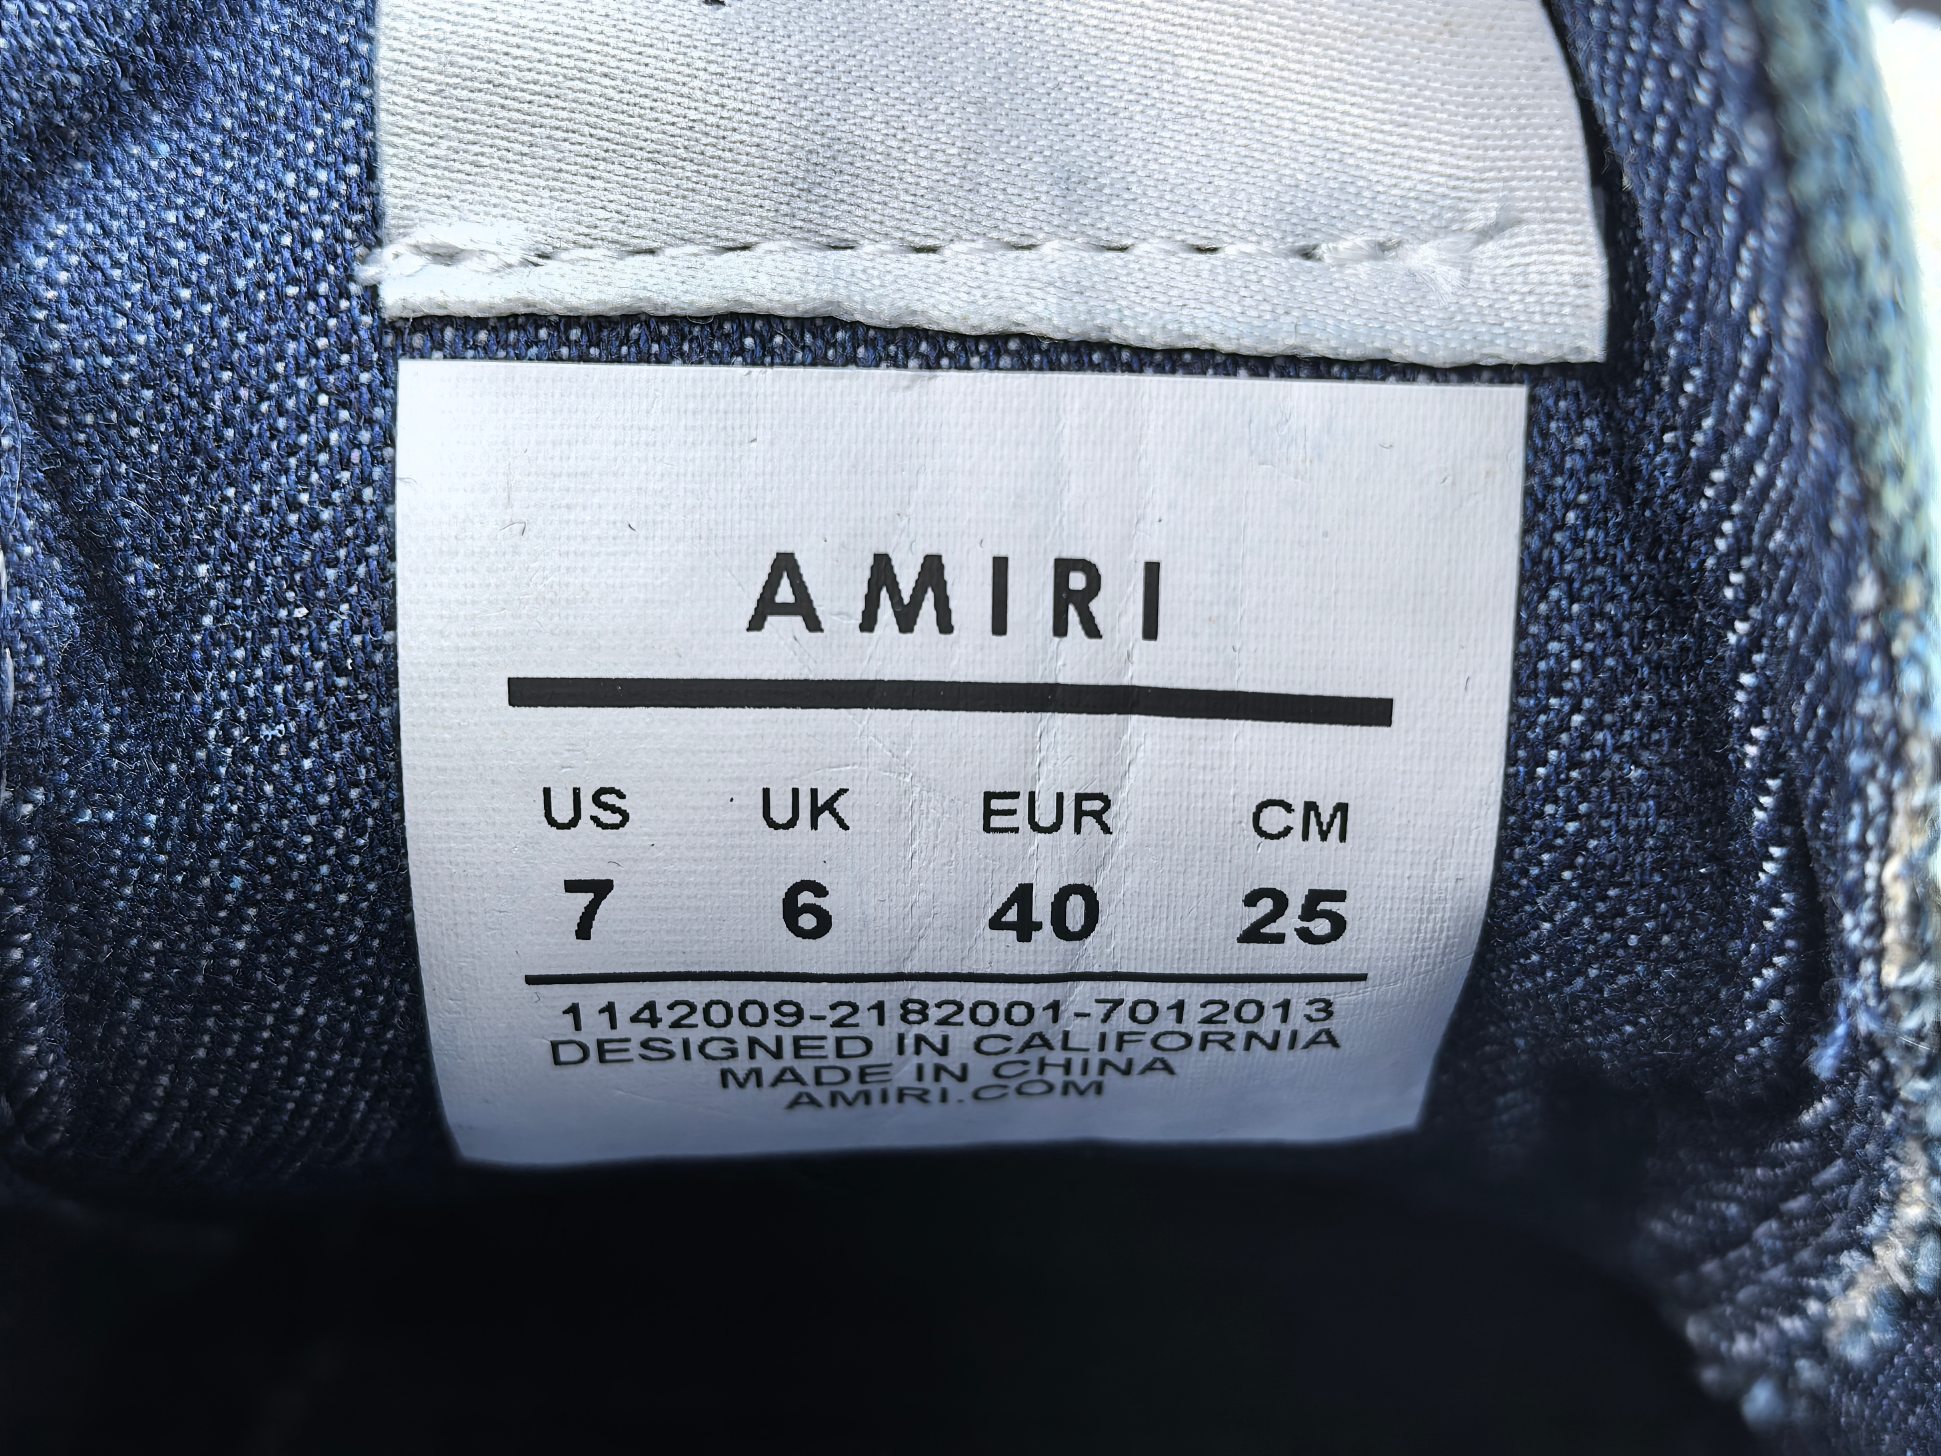 AMIRI
US UK EUR CM
7 6 40 25
1142009-2182001-7012013
DESIGNED IN CALIFORNIA
MADE IN CHINA
AMIRI.COM